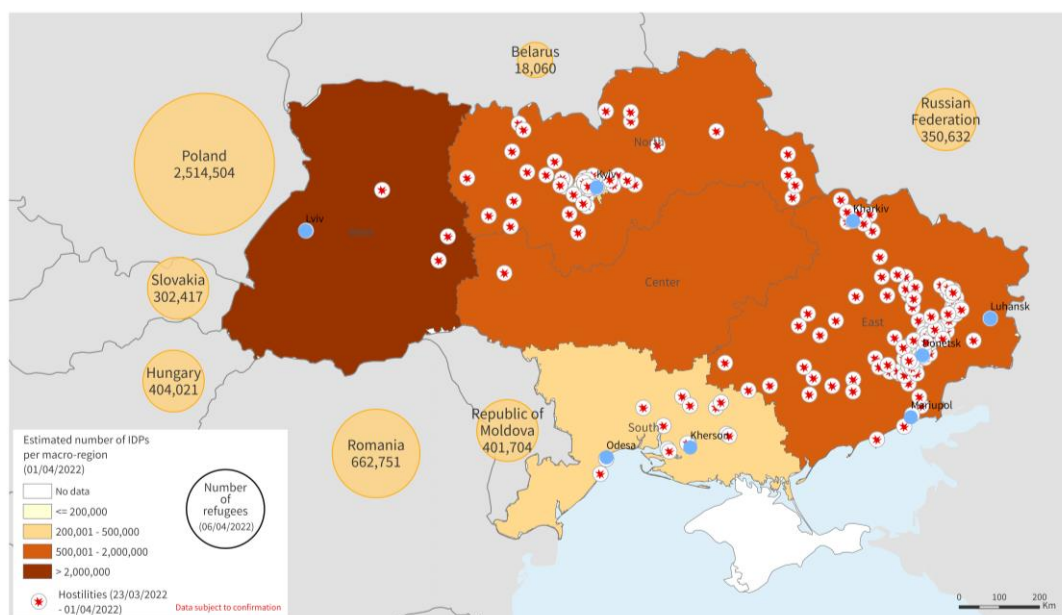 Belarus
18,060
Russian
Federation
350,632
Poland
2,514,504
North
Kyiv
Lviv
Kharkiv
Slovakia
302,417
Center
East
Luhansk
Donetsk
Hungary
404,021
Mariupol
Republic of
Moldova
401,704
South
Kherson
Odesa
Romania
662,751
Estimated number of IDPs
per macro-region
(01/04/2022)
No data
<= 200,000
200,001 - 500,000
500,001 - 2,000,000
> 2,000,000
Hostilities (23/03/2022
- 01/04/2022)
Data subject to confirmation
Number
of
refugees
(06/04/2022)
0
100
200
Km